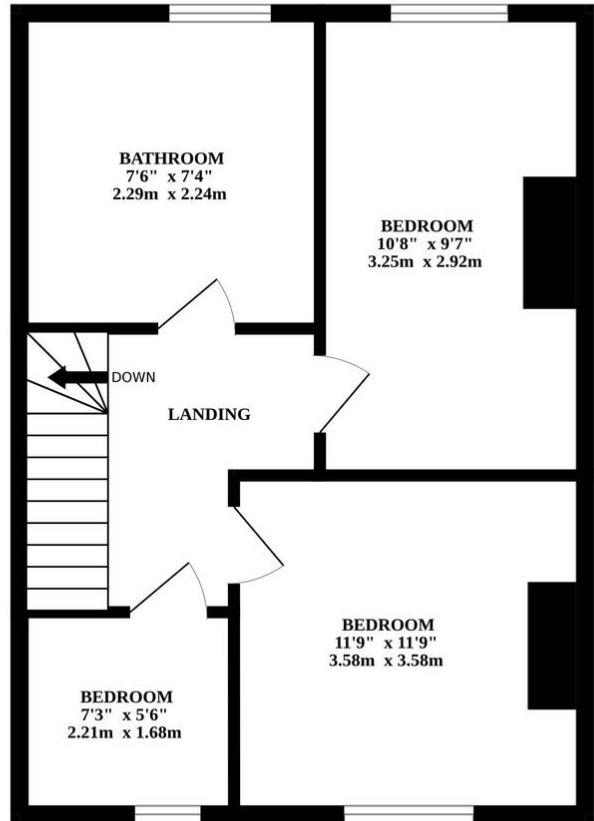 BATHROOM
7'6" x 7'4"
2.29m x 2.24m
BEDROOM
10'8" x 9'7"
3.25m x 2.92m
DOWN
LANDING
BEDROOM
11'9" x 11'9"
3.58m x 3.58m
BEDROOM
7'3" x 5'6"
2.21m x 1.68m